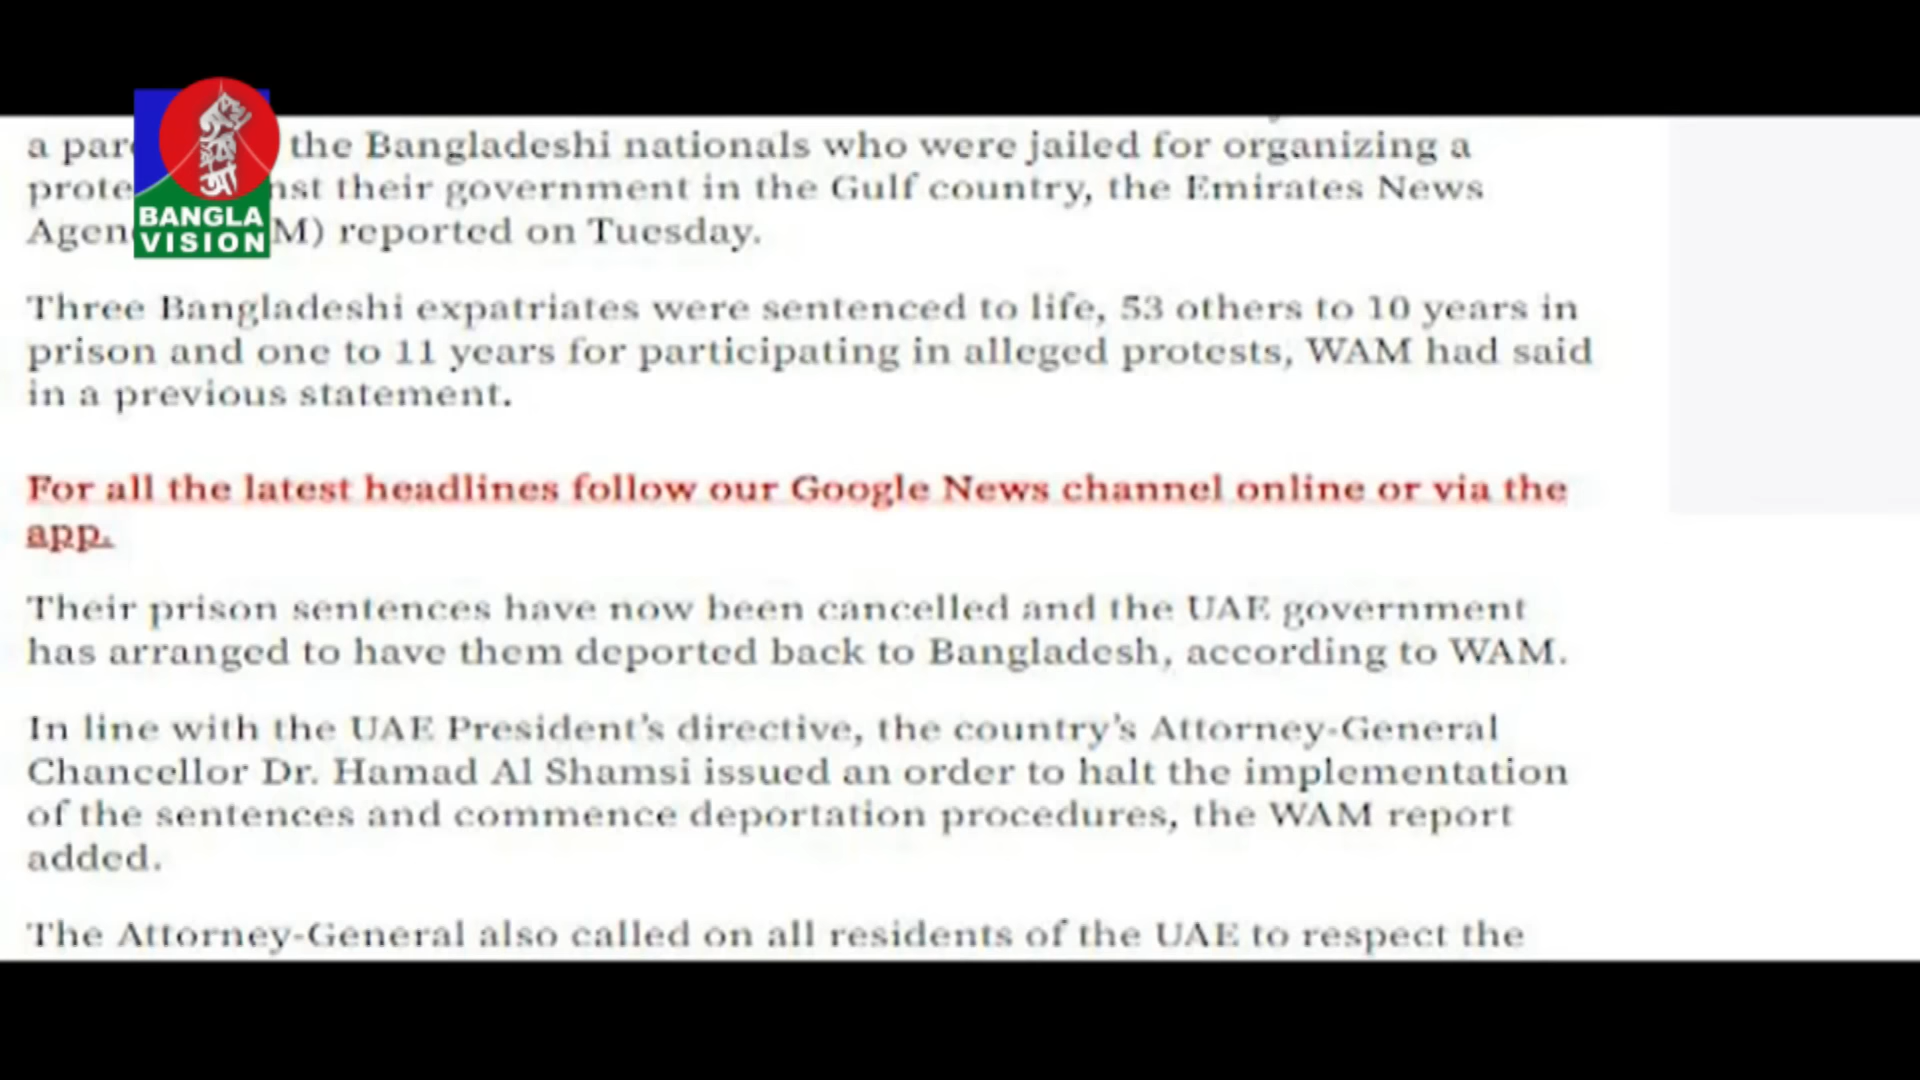 a par the Bangladeshi nationals who were jailed for organizing a
prote nst their government in the Gulf country, the Emirates News
Agen M) reported on Tuesday.
BANGLA
VISION
Three Bangladeshi expatriates were sentenced to life, 53 others to 10 years in
prison and one to 11 years for participating in alleged protests, WAM had said
in a previous statement.
For all the latest headlines follow our Google News channel online or via the
app.
Their prison sentences have now been cancelled and the UAE government
has arranged to have them deported back to Bangladesh, according to WAM.
In line with the UAE President’s directive, the country’s Attorney-General
Chancellor Dr. Hamad Al Shamsi issued an order to halt the implementation
of the sentences and commence deportation procedures, the WAM report
added.
The Attorney-General also called on all residents of the UAE to respect the